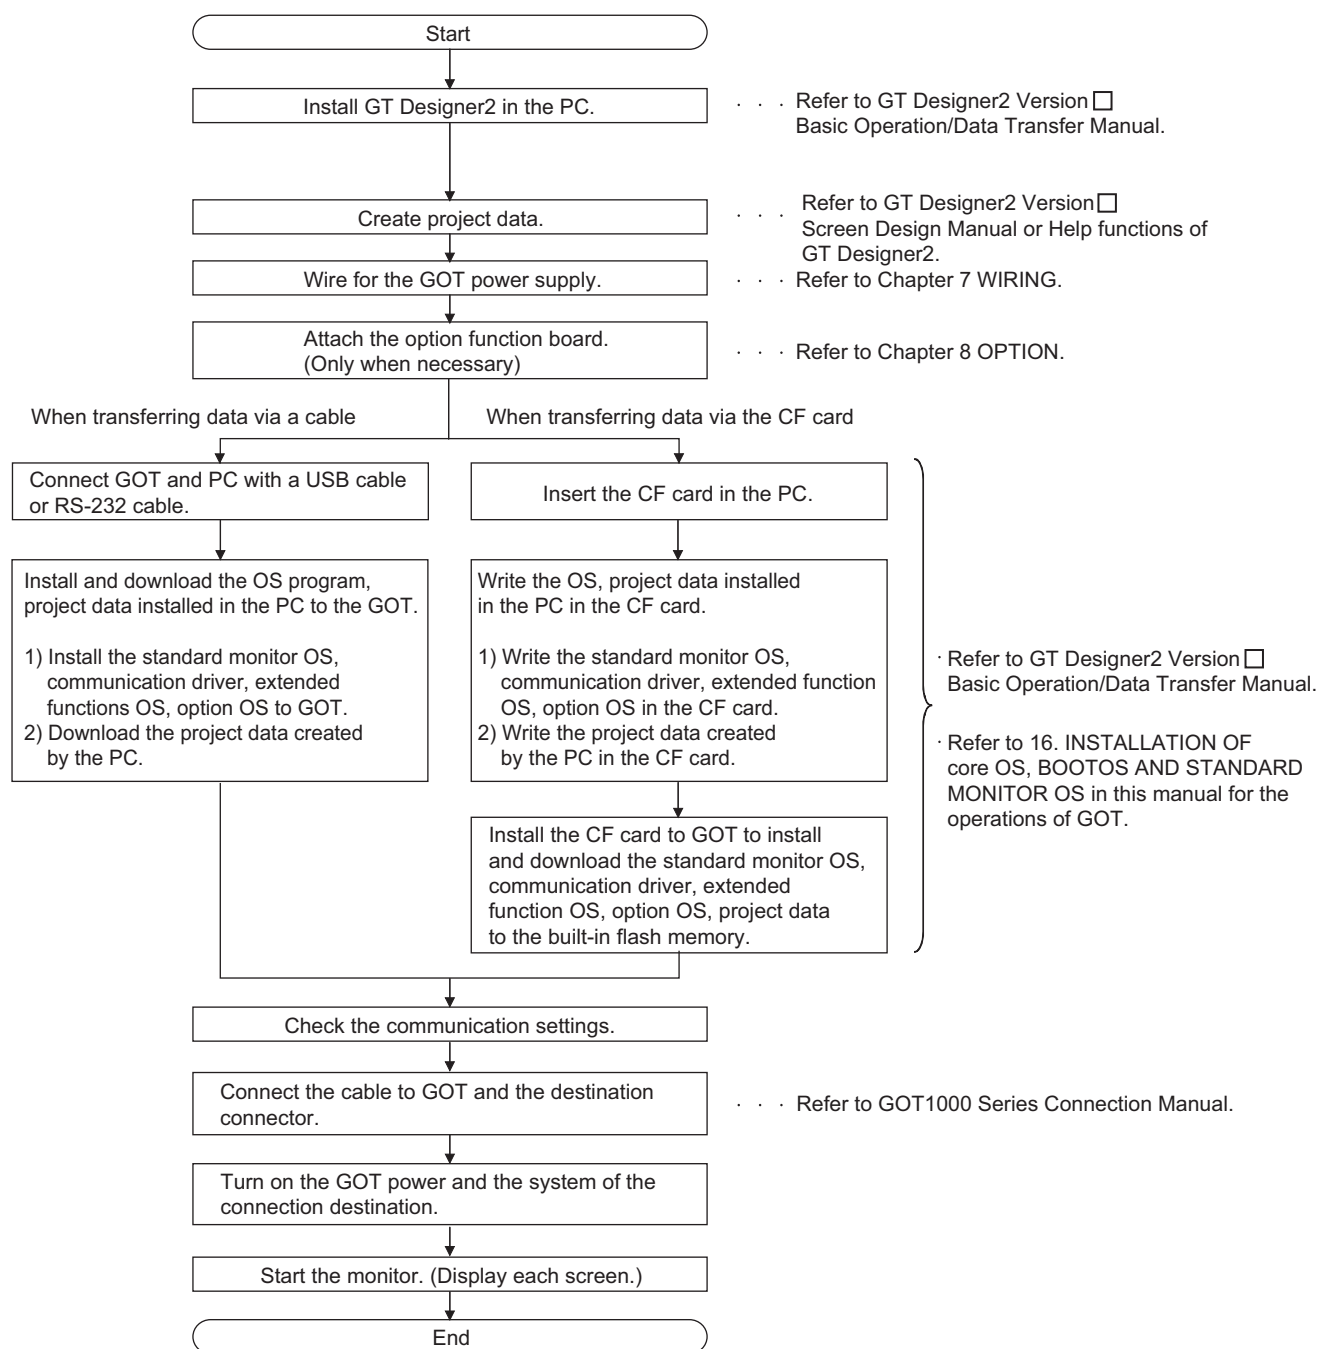 Start
Install GT Designer2 in the PC.
· · · Refer to GT Designer2 Version □
Basic Operation/Data Transfer Manual.
Create project data.
· · · Refer to GT Designer2 Version □
Screen Design Manual or Help functions of
GT Designer2.
Wire for the GOT power supply.
· · · Refer to Chapter 7 WIRING.
Attach the option function board.
(Only when necessary)
· · · Refer to Chapter 8 OPTION.
When transferring data via a cable
When transferring data via the CF card
Connect GOT and PC with a USB cable
or RS-232 cable.
Insert the CF card in the PC.
Install and download the OS program,
project data installed in the PC to the GOT.
1) Install the standard monitor OS,
communication driver, extended
functions OS, option OS to GOT.
2) Download the project data created
by the PC.
Write the OS, project data installed
in the PC in the CF card.
1) Write the standard monitor OS,
communication driver, extended function
OS, option OS in the CF card.
2) Write the project data created
by the PC in the CF card.
Install the CF card to GOT to install
and download the standard monitor OS,
communication driver, extended
function OS, option OS, project data
to the built-in flash memory.
· Refer to GT Designer2 Version □
Basic Operation/Data Transfer Manual.
· Refer to 16. INSTALLATION OF
core OS, BOOTOS AND STANDARD
MONITOR OS in this manual for the
operations of GOT.
Check the communication settings.
Connect the cable to GOT and the destination
connector.
· · · Refer to GOT1000 Series Connection Manual.
Turn on the GOT power and the system of the
connection destination.
Start the monitor. (Display each screen.)
End